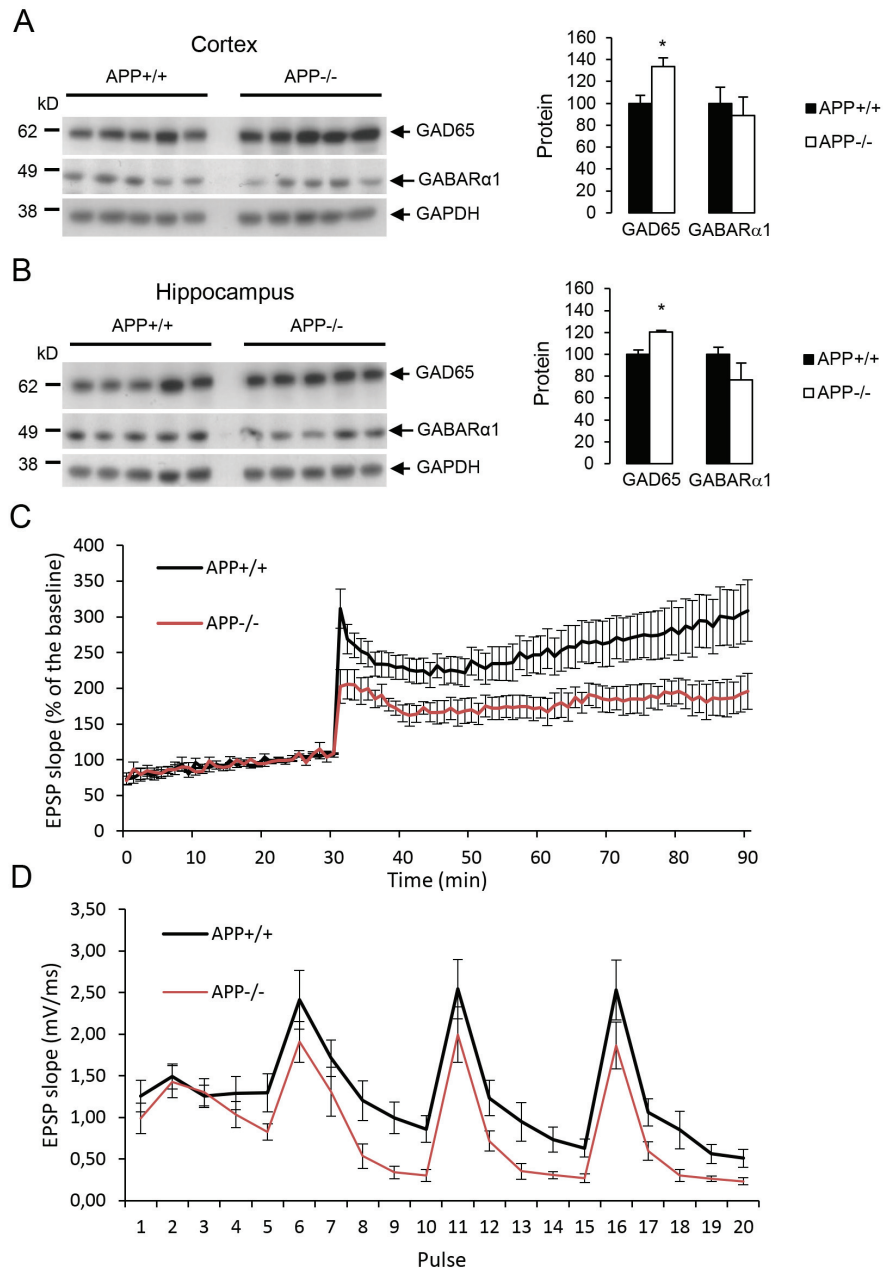 A
Cortex
APP+/+ APP-/-
kD
62 GAD65
49 GABARα1
38 GAPDH
Protein
160
140
120
100
80
60
40
20
0
*
GAD65 GABARα1
APP+/+
APP-/-
B
Hippocampus
APP+/+ APP-/-
kD
62 GAD65
49 GABARα1
38 GAPDH
Protein
160
140
120
100
80
60
40
20
0
*
GAD65 GABARα1
APP+/+
APP-/-
C
EPSP slope (% of the baseline)
400
350
300
250
200
150
100
50
0
APP+/+
APP-/-
0 10 20 30 40 50 60 70 80 90
Time (min)
D
EPSP slope (mV/ms)
3,50
3,00
2,50
2,00
1,50
1,00
0,50
0,00
APP+/+
APP-/-
1 2 3 4 5 6 7 8 9 10 11 12 13 14 15 16 17 18 19 20
Pulse